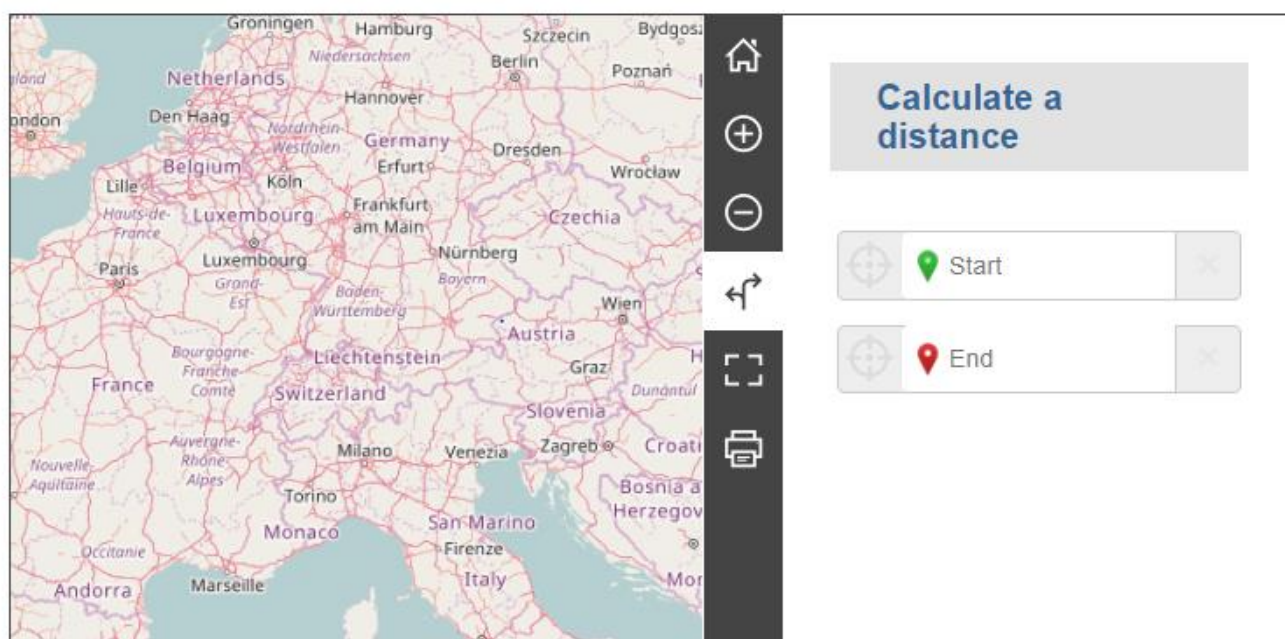 Groningen
Hamburg
Szczecin
Bydgosz
Niedersachsen
Berlin
Poznań
gland
Netherlands
Hannover
ondon
Den Haag
Nordrhein-
Westfalen
Germany
Dresden
Belgium
Erfurt
Wrocław
Lille
Köln
Hauts-de-
France
Luxembourg
Frankfurt
am Main
Czechia
Luxembourg
Nürnberg
Paris
Grand-
Est
Bayern
Baden-
Württemberg
Wien
Austria
Bourgogne-
Franche-
Comté
Liechtenstein
Graz
France
Switzerland
Dunántúl
Slovenia
Auvergne-
Rhône-
Alpes
Milano
Venezia
Zagreb
Croati
Nouvelle-
Aquitaine
Torino
Bosnia a
Herzegov
Monaco
San Marino
Firenze
Occitanie
Marseille
Italy
Mon
Andorra
Calculate a
distance
Start
End